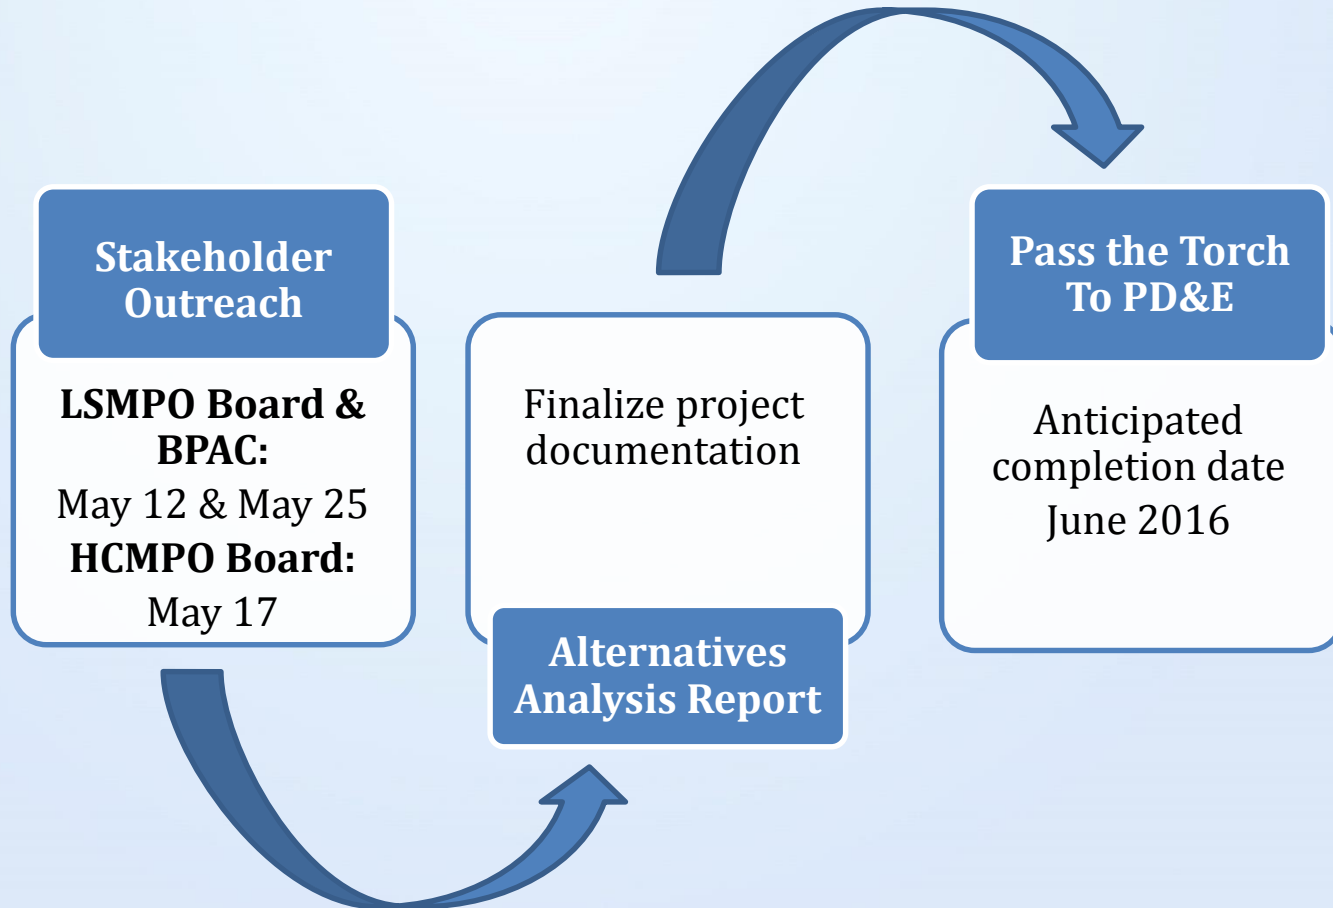 Stakeholder
Outreach
LSMPO Board &
BPAC:
May 12 & May 25
HCMPO Board:
May 17
Finalize project
documentation
Alternatives
Analysis Report
Pass the Torch
To PD&E
Anticipated
completion date
June 2016